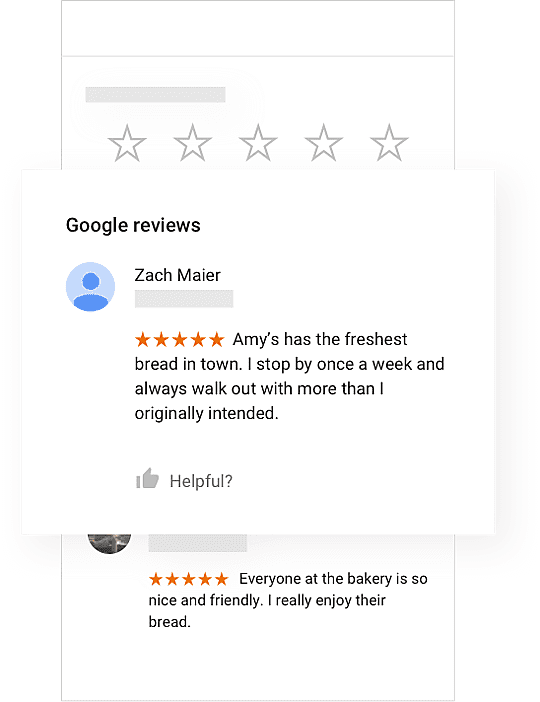 Google reviews
Zach Maier
Amy’s has the freshest
bread in town. I stop by once a week and
always walk out with more than I
originally intended.
Helpful?
Everyone at the bakery is so
nice and friendly. I really enjoy their
bread.